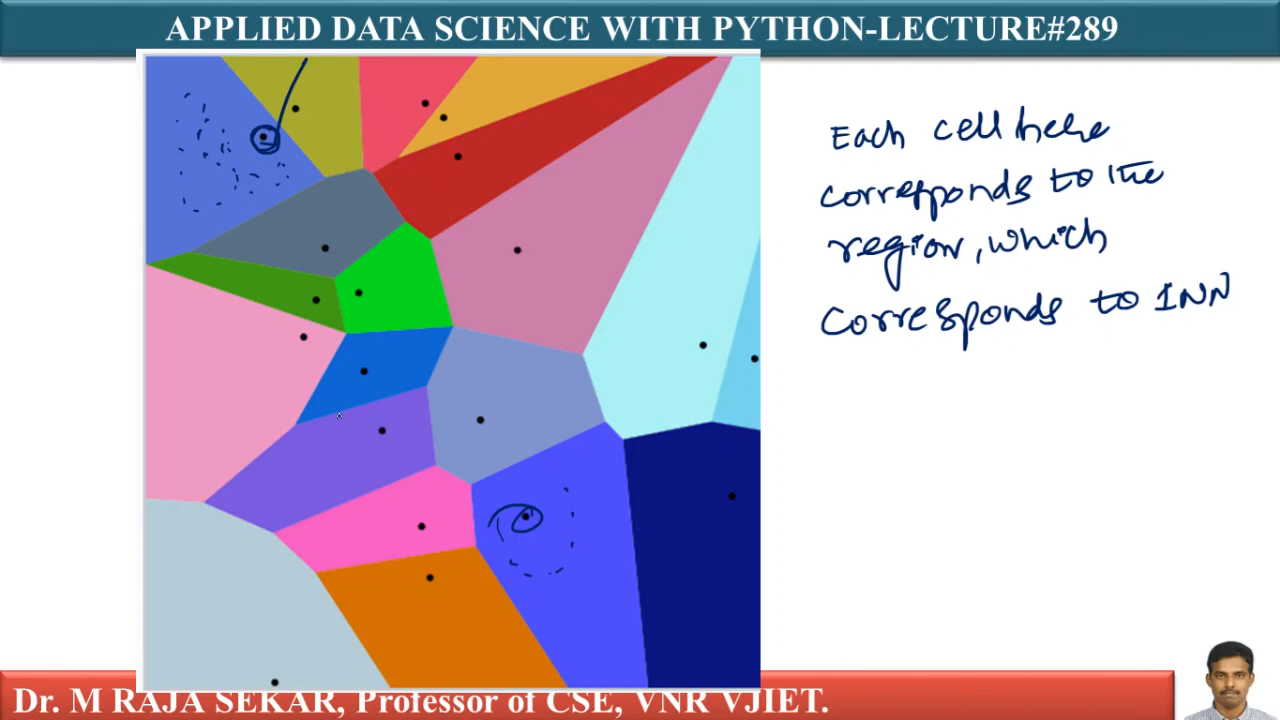 APPLIED DATA SCIENCE WITH PYTHON-LECTURE#289
Each cell here
corresponds to the
region, which
corresponds to 1NN
Dr. M RAJA SEKAR, Professor of CSE, VNR VJIET.